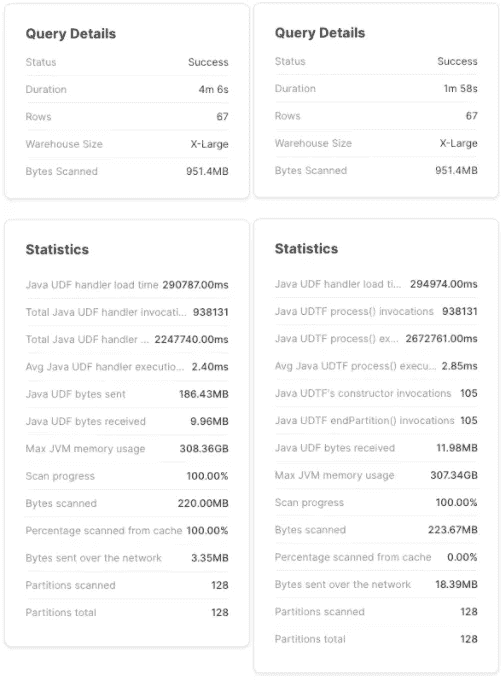 Query Details
Status Success
Duration 4m 6s
Rows 67
Warehouse Size X-Large
Bytes Scanned 951.4MB
Query Details
Status Success
Duration 1m 58s
Rows 67
Warehouse Size X-Large
Bytes Scanned 951.4MB
Statistics
Java UDF handler load time 290787.00ms
Total Java UDF handler invocati... 938131
Total Java UDF handler ... 2247740.00ms
Avg Java UDF handler executio... 2.40ms
Java UDF bytes sent 186.43MB
Java UDF bytes received 9.96MB
Max JVM memory usage 308.36GB
Scan progress 100.00%
Bytes scanned 220.00MB
Percentage scanned from cache 100.00%
Bytes sent over the network 3.35MB
Partitions scanned 128
Partitions total 128
Statistics
Java UDF handler load ti... 294974.00ms
Java UDTF process() invocations 938131
Java UDTF process() ex... 2672761.00ms
Avg Java UDTF process() execu... 2.85ms
Java UDTF's constructor invocations 105
Java UDTF endPartition() invocations 105
Java UDF bytes received 11.98MB
Max JVM memory usage 307.34GB
Scan progress 100.00%
Bytes scanned 223.67MB
Percentage scanned from cache 0.00%
Bytes sent over the network 18.39MB
Partitions scanned 128
Partitions total 128